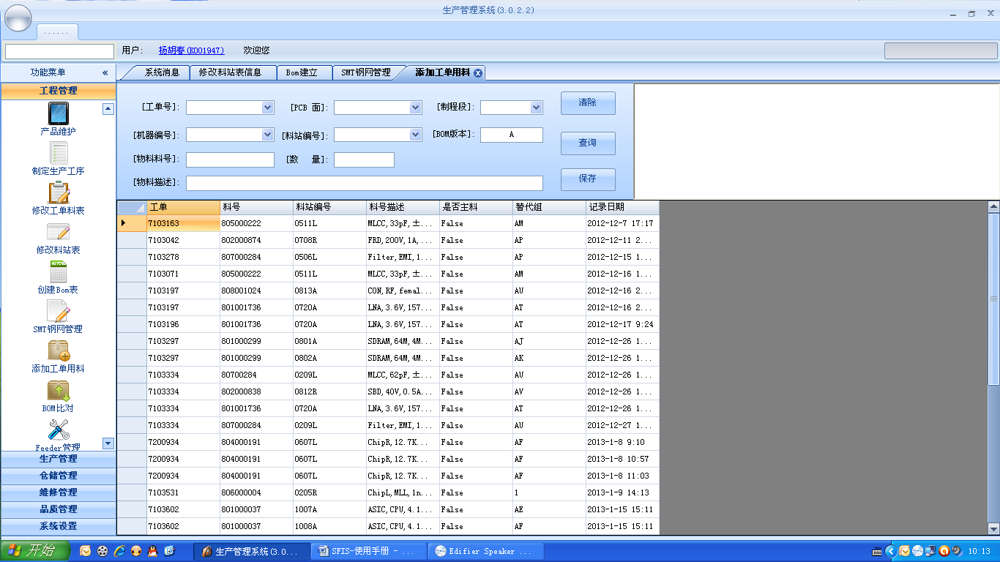 生产管理系统(3.0.2.2)
......
用户: 杨胡春(K001947) 欢迎您
功能菜单 «
系统消息 修改料站表信息 Bom建立 SMT钢网管理 添加工单用料
工程管理
产品维护
制定生产工序
修改工单料表
修改料站表
AUTO
创建Bom表
SMT钢网管理
添加工单用料
BOM比对
Feeder管理
生产管理
仓储管理
维修管理
品质管理
系统设置
[工单号]: [PCB 面]: [制程段]: 清除
[机器编号]: [料站编号]: [BOM版本]: A 查询
[物料料号]: [数 量]:
[物料描述]: 保存
工单 料号 料站编号 料号描述 是否主料 替代组 记录日期
7103163 805000222 0511L MLCC,33pF,土... False AM 2012-12-7 17:17
7103042 802000874 0708R FRD,200V,1A,... False AP 2012-12-11 2...
7103278 807000284 0506L Filter,EMI,1... False AP 2012-12-15 1...
7103071 805000222 0511L MLCC,33pF,土... False AM 2012-12-16 1...
7103197 808001024 0813A CON,RF,femal... False AU 2012-12-16 2...
7103197 801001736 0720A LNA,3.6V,157... False AT 2012-12-16 2...
7103196 801001736 0720A LNA,3.6V,157... False AT 2012-12-17 9:24
7103297 801000299 0801A SDRAM,64M,4M... False AJ 2012-12-26 1...
7103297 801000299 0802A SDRAM,64M,4M... False AK 2012-12-26 1...
7103334 80700284 0209L MLCC,62pF,土... False AU 2012-12-26 1...
7103334 802000838 0812R SBD,40V,0.5A... False AV 2012-12-26 1...
7103334 801001736 0720A LNA,3.6V,157... False AT 2012-12-26 1...
7103334 807000284 0209L Filter,EMI,1... False AU 2012-12-27 1...
7200934 804000191 0607L ChipR,12.7K... False AF 2013-1-8 9:10
7200934 804000191 0607L ChipR,12.7K... False AF 2013-1-8 10:57
7200934 804000191 0607L ChipR,12.7K... False AF 2013-1-8 11:03
7103531 806000004 0205R ChipL,MLL,1n... False 1 2013-1-9 14:13
7103602 801000037 1007A ASIC,CPU,4.1... False AE 2013-1-15 15:11
7103602 801000037 1008A ASIC,CPU,4.1... False AF 2013-1-15 15:11
开始 生产管理系统(3.0... SFIS-使用手册 - ... Edifier Speaker ... 10:13